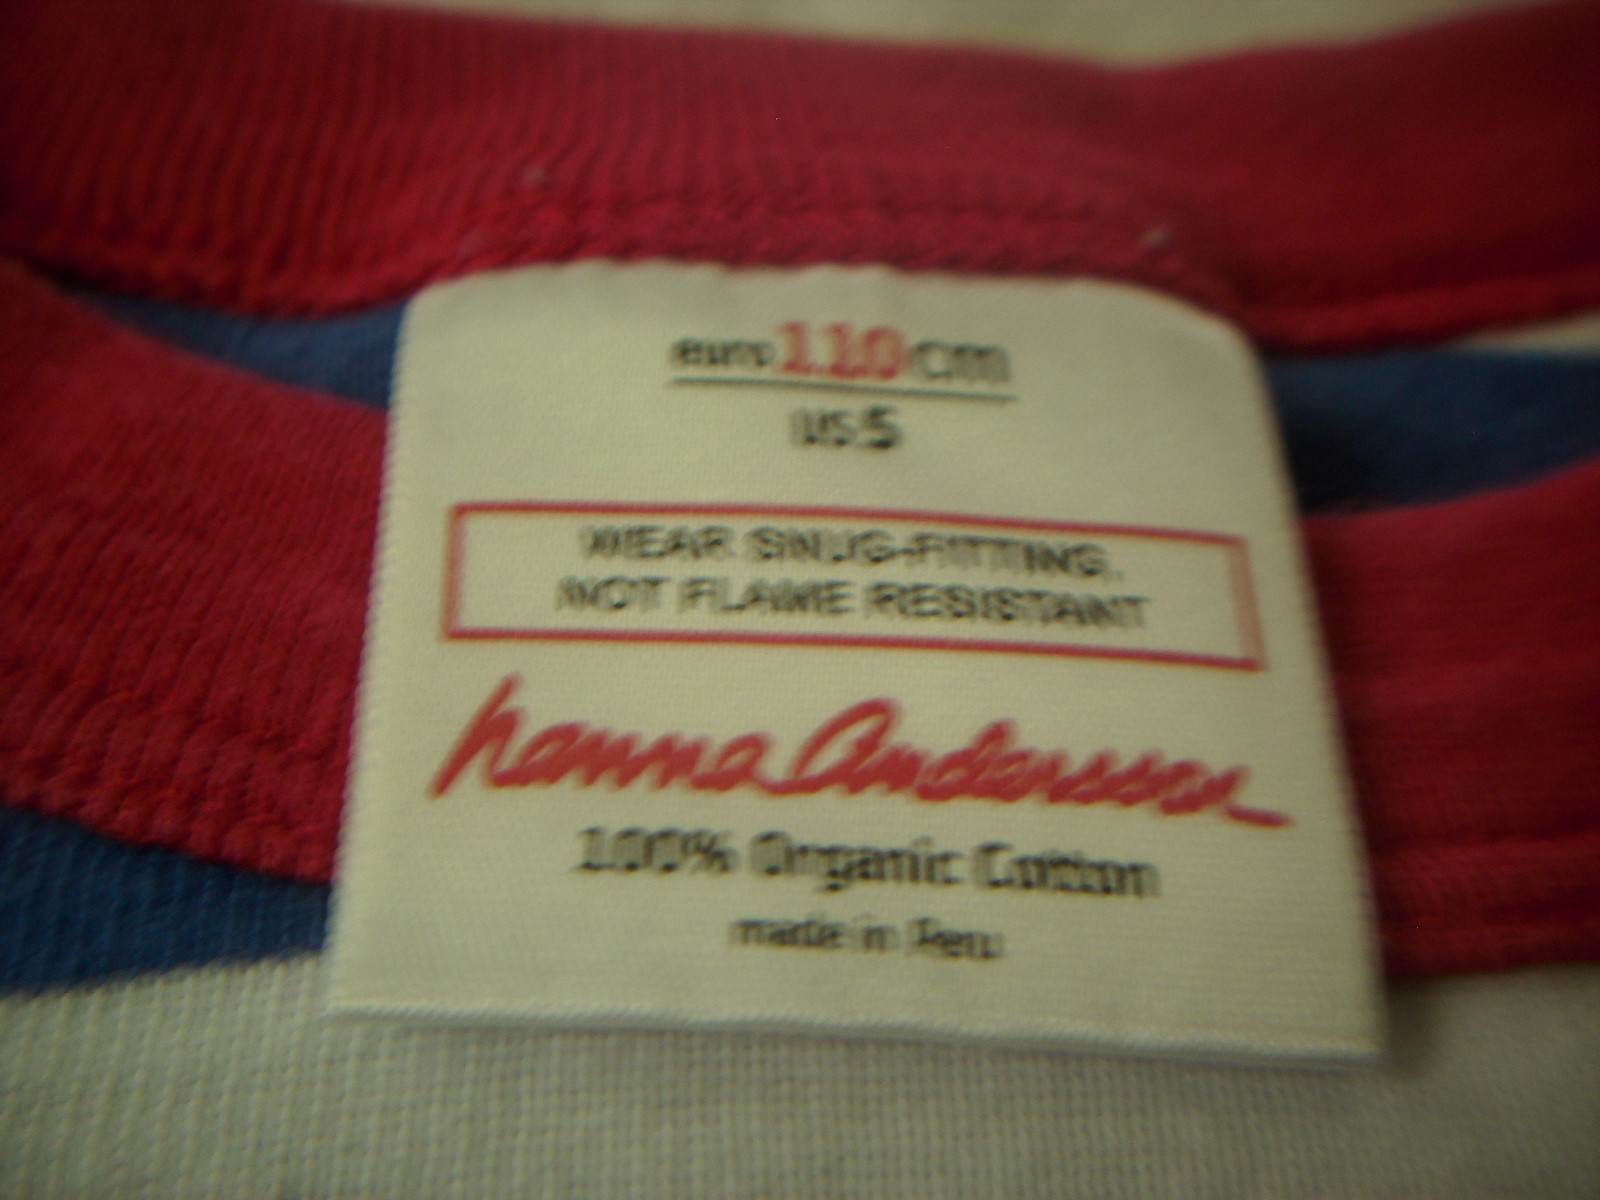 euro 110 cm
US 5
WEAR SNUG-FITTING.
NOT FLAME RESISTANT
hanna Andersson
100% Organic Cotton
made in Peru